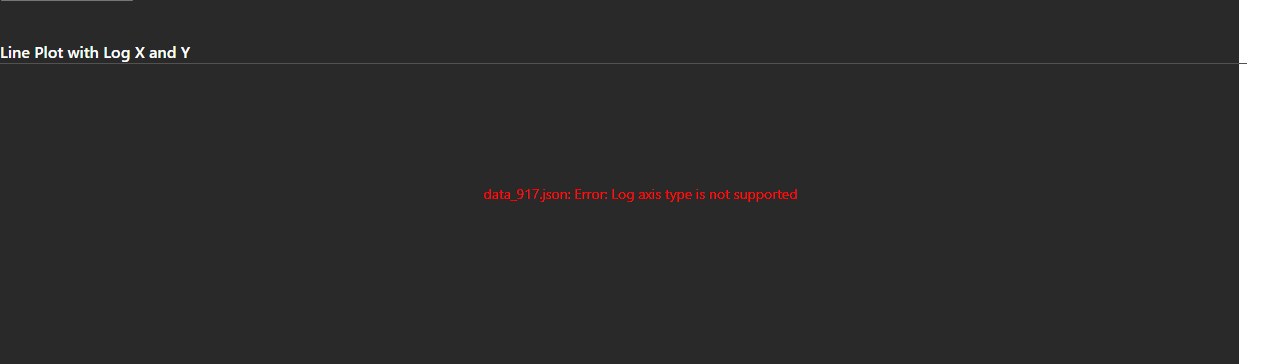 Line Plot with Log X and Y
data_917.json: Error: Log axis type is not supported